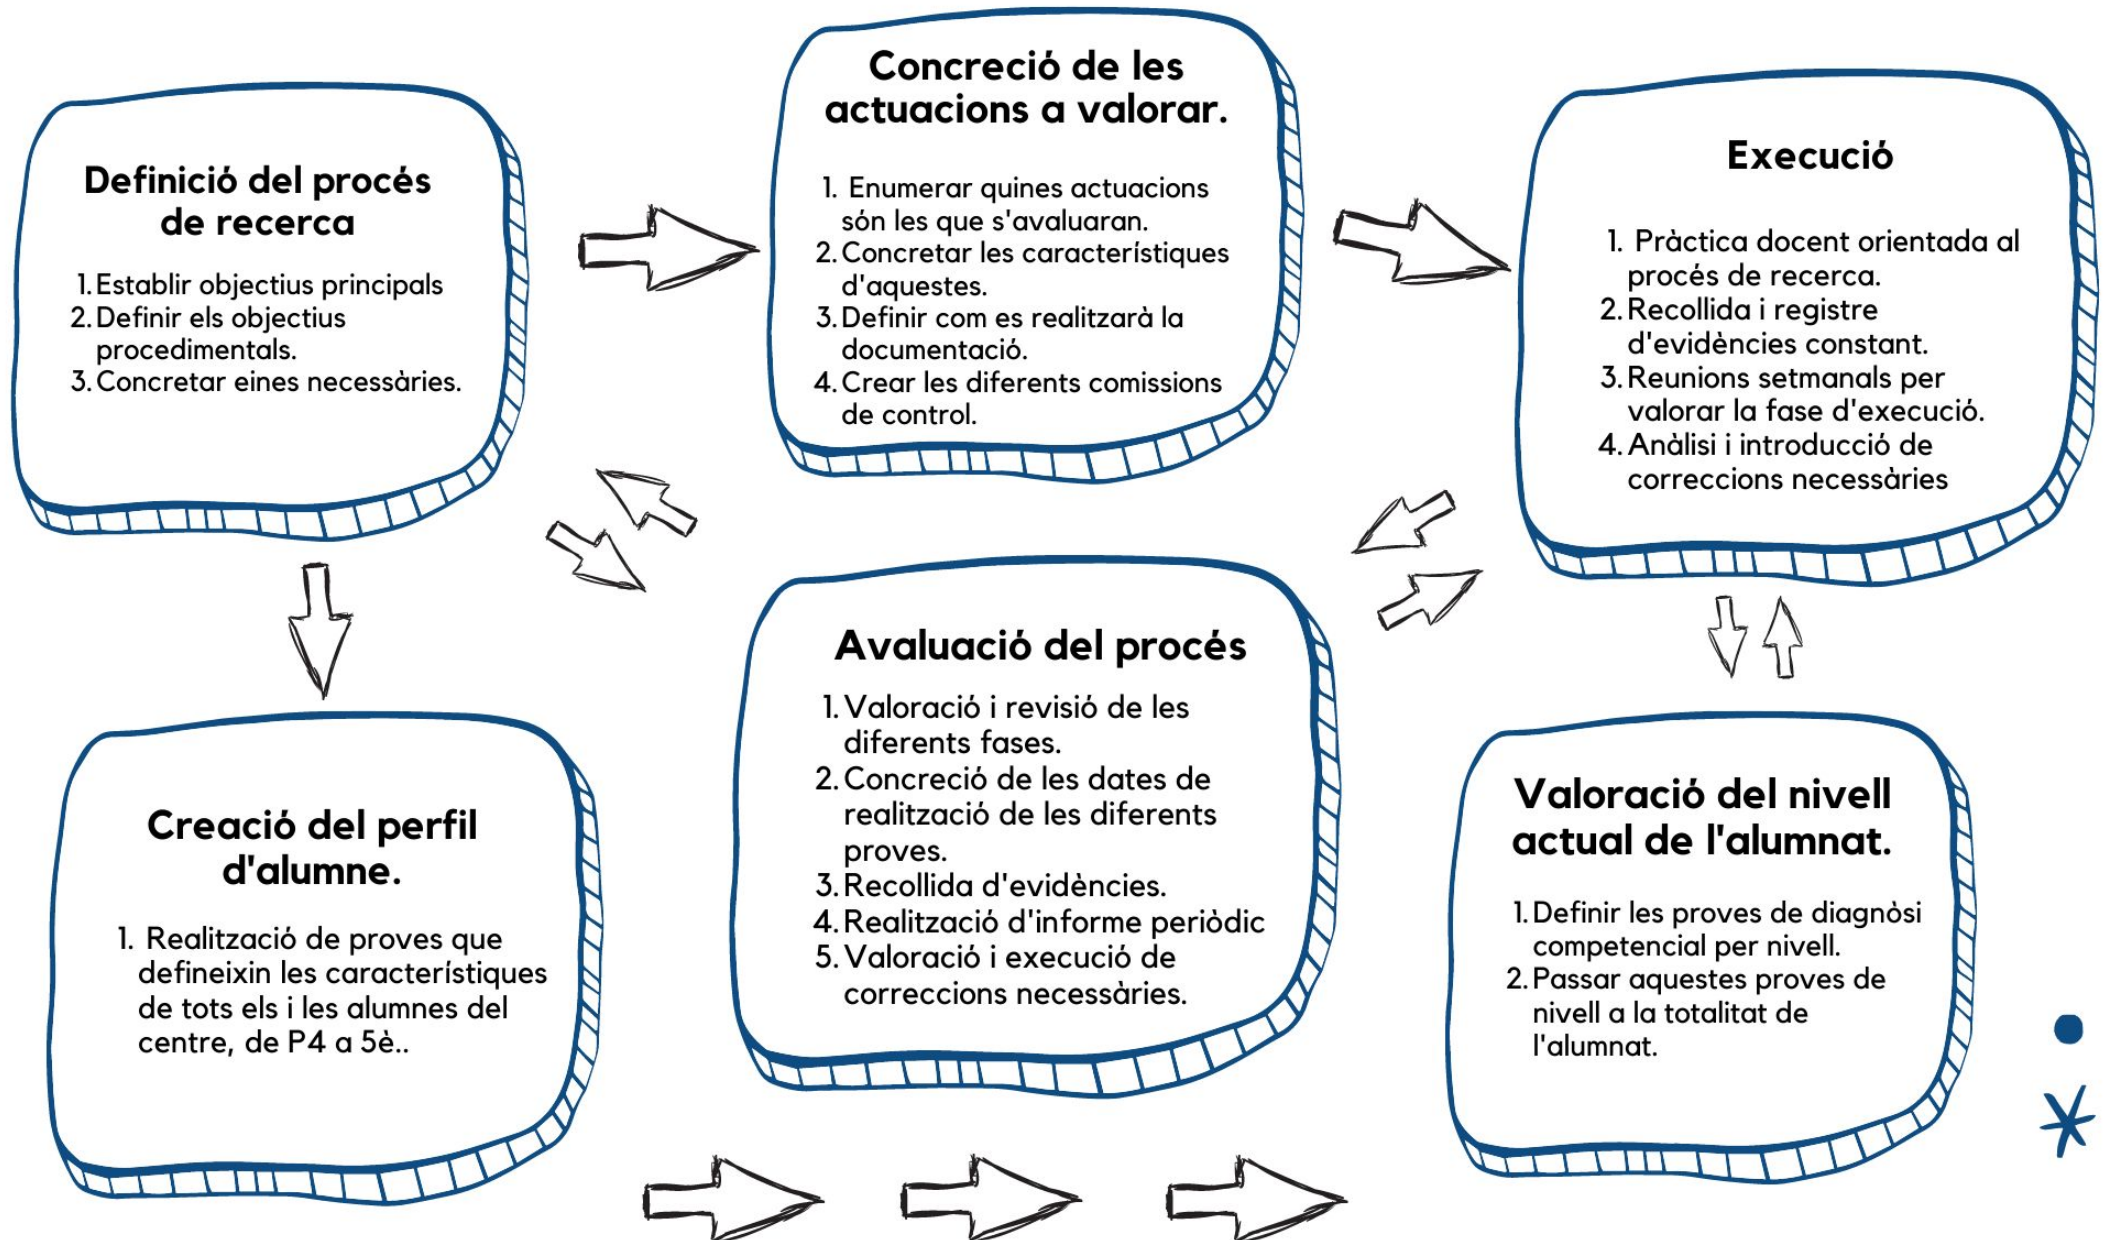 Definició del procés
de recerca
1. Establir objectius principals
2. Definir els objectius
procedimentals.
3. Concretar eines necessàries.
Concreció de les
actuacions a valorar.
1. Enumerar quines actuacions
són les que s'avaluaran.
2. Concretar les característiques
d'aquestes.
3. Definir com es realitzarà la
documentació.
4. Crear les diferents comissions
de control.
Execució
1. Pràctica docent orientada al
procés de recerca.
2. Recollida i registre
d'evidències constant.
3. Reunions setmanals per
valorar la fase d'execució.
4. Anàlisi i introducció de
correccions necessàries
Creació del perfil
d'alumne.
1. Realització de proves que
defineixin les característiques
de tots els i les alumnes del
centre, de P4 a 5è..
Avaluació del procés
1. Valoració i revisió de les
diferents fases.
2. Concreció de les dates de
realització de les diferents
proves.
3. Recollida d'evidències.
4. Realització d'informe periòdic
5. Valoració i execució de
correccions necessàries.
Valoració del nivell
actual de l'alumnat.
1. Definir les proves de diagnòsi
competencial per nivell.
2. Passar aquestes proves de
nivell a la totalitat de
l'alumnat.